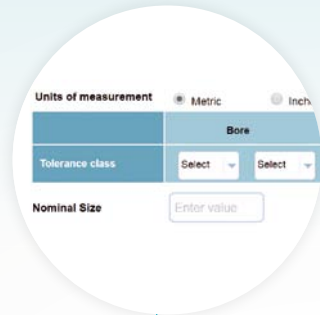 Units of measurement Metric Inch
Bore
Tolerance class Select Select
Nominal Size Enter value